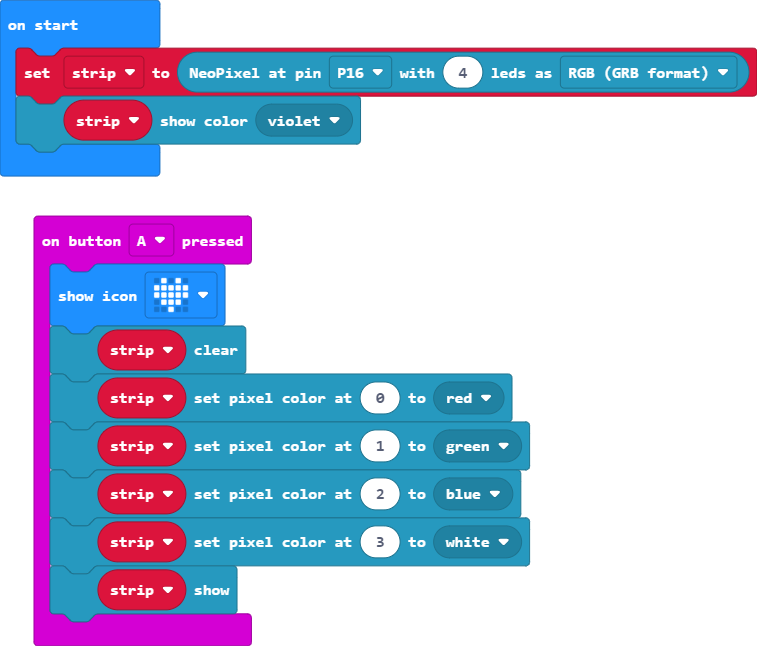 on start
set strip to NeoPixel at pin P16 with 4 leds as RGB (GRB format)
strip show color violet
on button A pressed
show icon
strip clear
strip set pixel color at 0 to red
strip set pixel color at 1 to green
strip set pixel color at 2 to blue
strip set pixel color at 3 to white
strip show